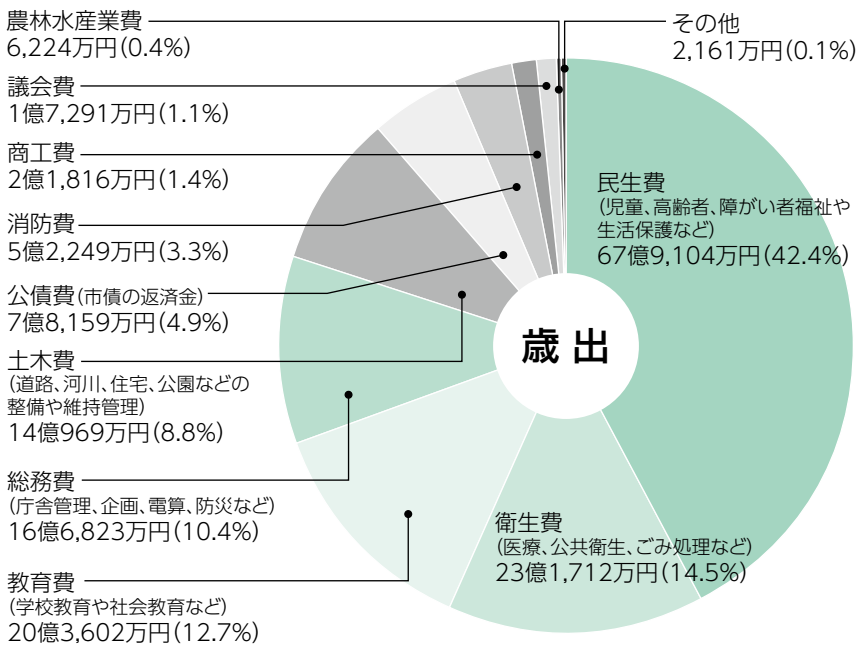 農林水産業費
6,224万円(0.4%)
議会費
1億7,291万円(1.1%)
商工費
2億1,816万円(1.4%)
消防費
5億2,249万円(3.3%)
公債費(市債の返済金)
7億8,159万円(4.9%)
土木費
(道路、河川、住宅、公園などの
整備や維持管理)
14億969万円(8.8%)
総務費
(庁舎管理、企画、電算、防災など)
16億6,823万円(10.4%)
教育費
(学校教育や社会教育など)
20億3,602万円(12.7%)
その他
2,161万円(0.1%)
民生費
(児童、高齢者、障がい者福祉や
生活保護など)
67億9,104万円(42.4%)
歳出
衛生費
(医療、公共衛生、ごみ処理など)
23億1,712万円(14.5%)